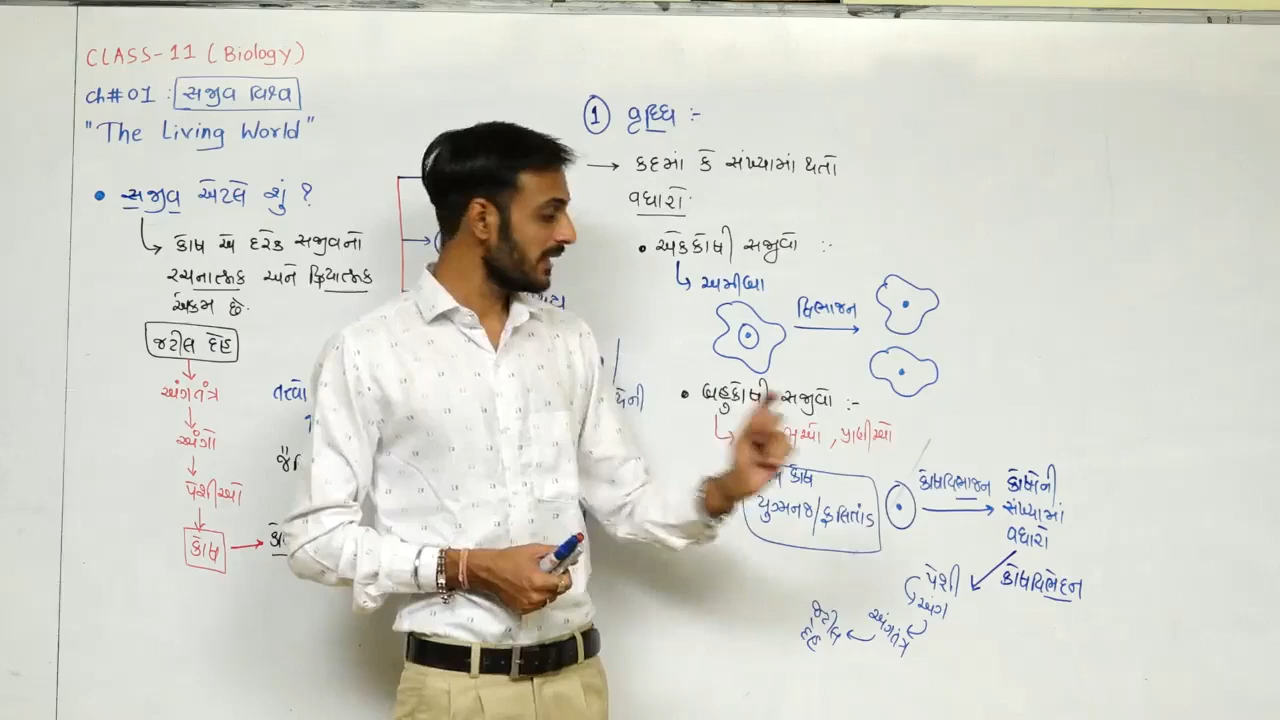 CLASS-11 (Biology)
ch#01 : સજીવ વિશ્વ
"The Living World"
• સજીવ એટલે શું ?
કોષ એ દરેક સજીવનો
રચનાત્મક અને ક્રિયાત્મક
એકમ છે.
જટીલ દેહ
અંગતંત્ર
અંગો
પેશીઓ
કોષ
તત્વો
1 વૃધ્ધિ :-
→ કદમાં કે સંખ્યામાં થતો
વધારો.
• એકકોષી સજીવો :-
અમીબા
વિભાજન
• બહુકોષી સજીવો :-
, પ્રાણીઓ
કોષ
યુગ્મનજ/ફલિતાંડ
કોષવિભાજન
કોષોની
સંખ્યામાં
વધારો
કોષવિભેદન
પેશી
અંગ
અંગતંત્ર
જટીલ
દેહ